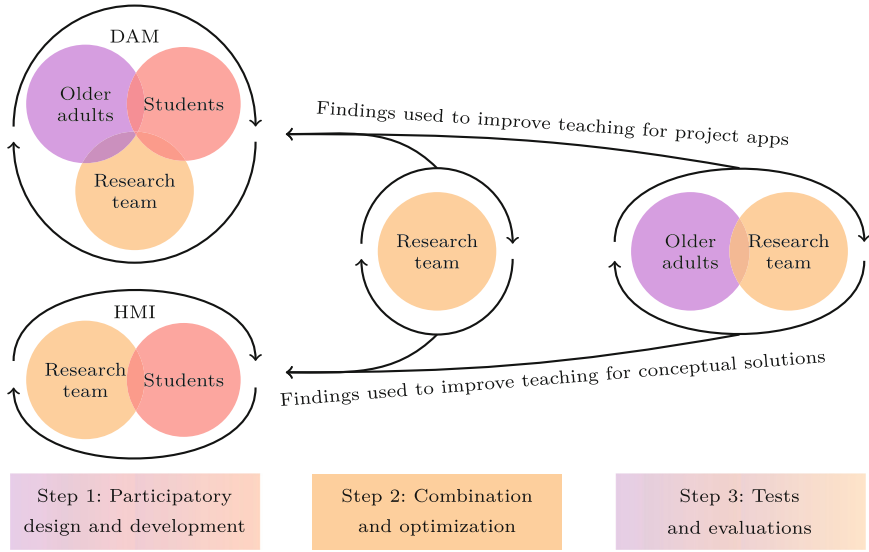 DAM
Older
adults
Students
Research
team
Findings used to improve teaching for project apps
Research
team
Older
adults
Research
team
HMI
Research
team
Students
Findings used to improve teaching for conceptual solutions
Step 1: Participatory
design and development
Step 2: Combination
and optimization
Step 3: Tests
and evaluations